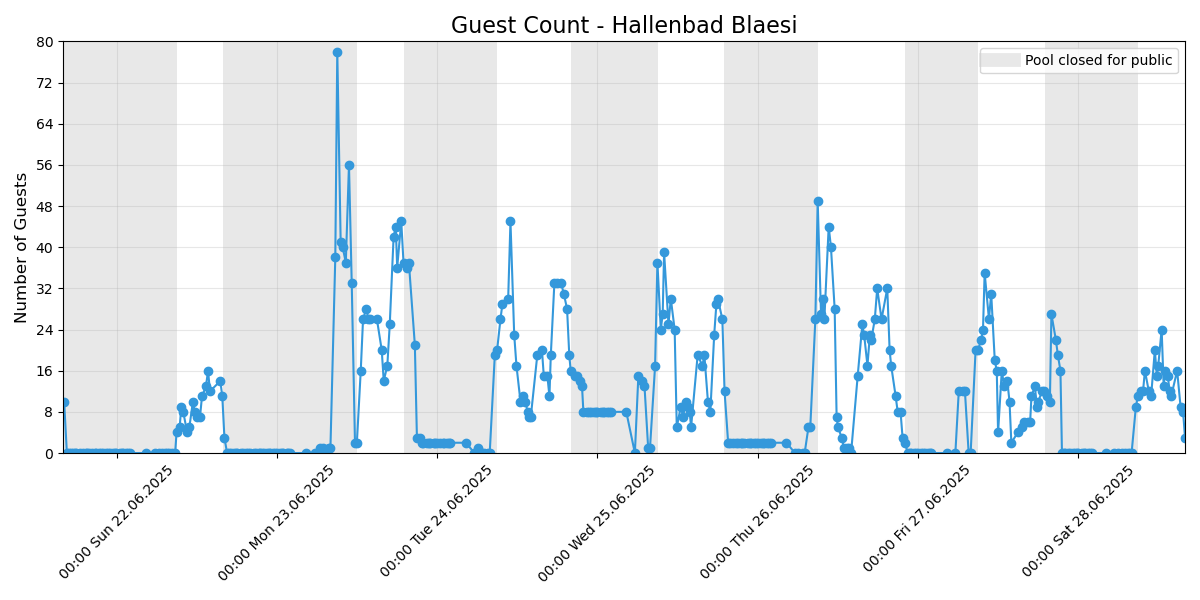 Guest Count - Hallenbad Blaesi
Pool closed for public
Number of Guests
80
72
64
56
48
40
32
24
16
8
0
00:00 Sun 22.06.2025
00:00 Mon 23.06.2025
00:00 Tue 24.06.2025
00:00 Wed 25.06.2025
00:00 Thu 26.06.2025
00:00 Fri 27.06.2025
00:00 Sat 28.06.2025